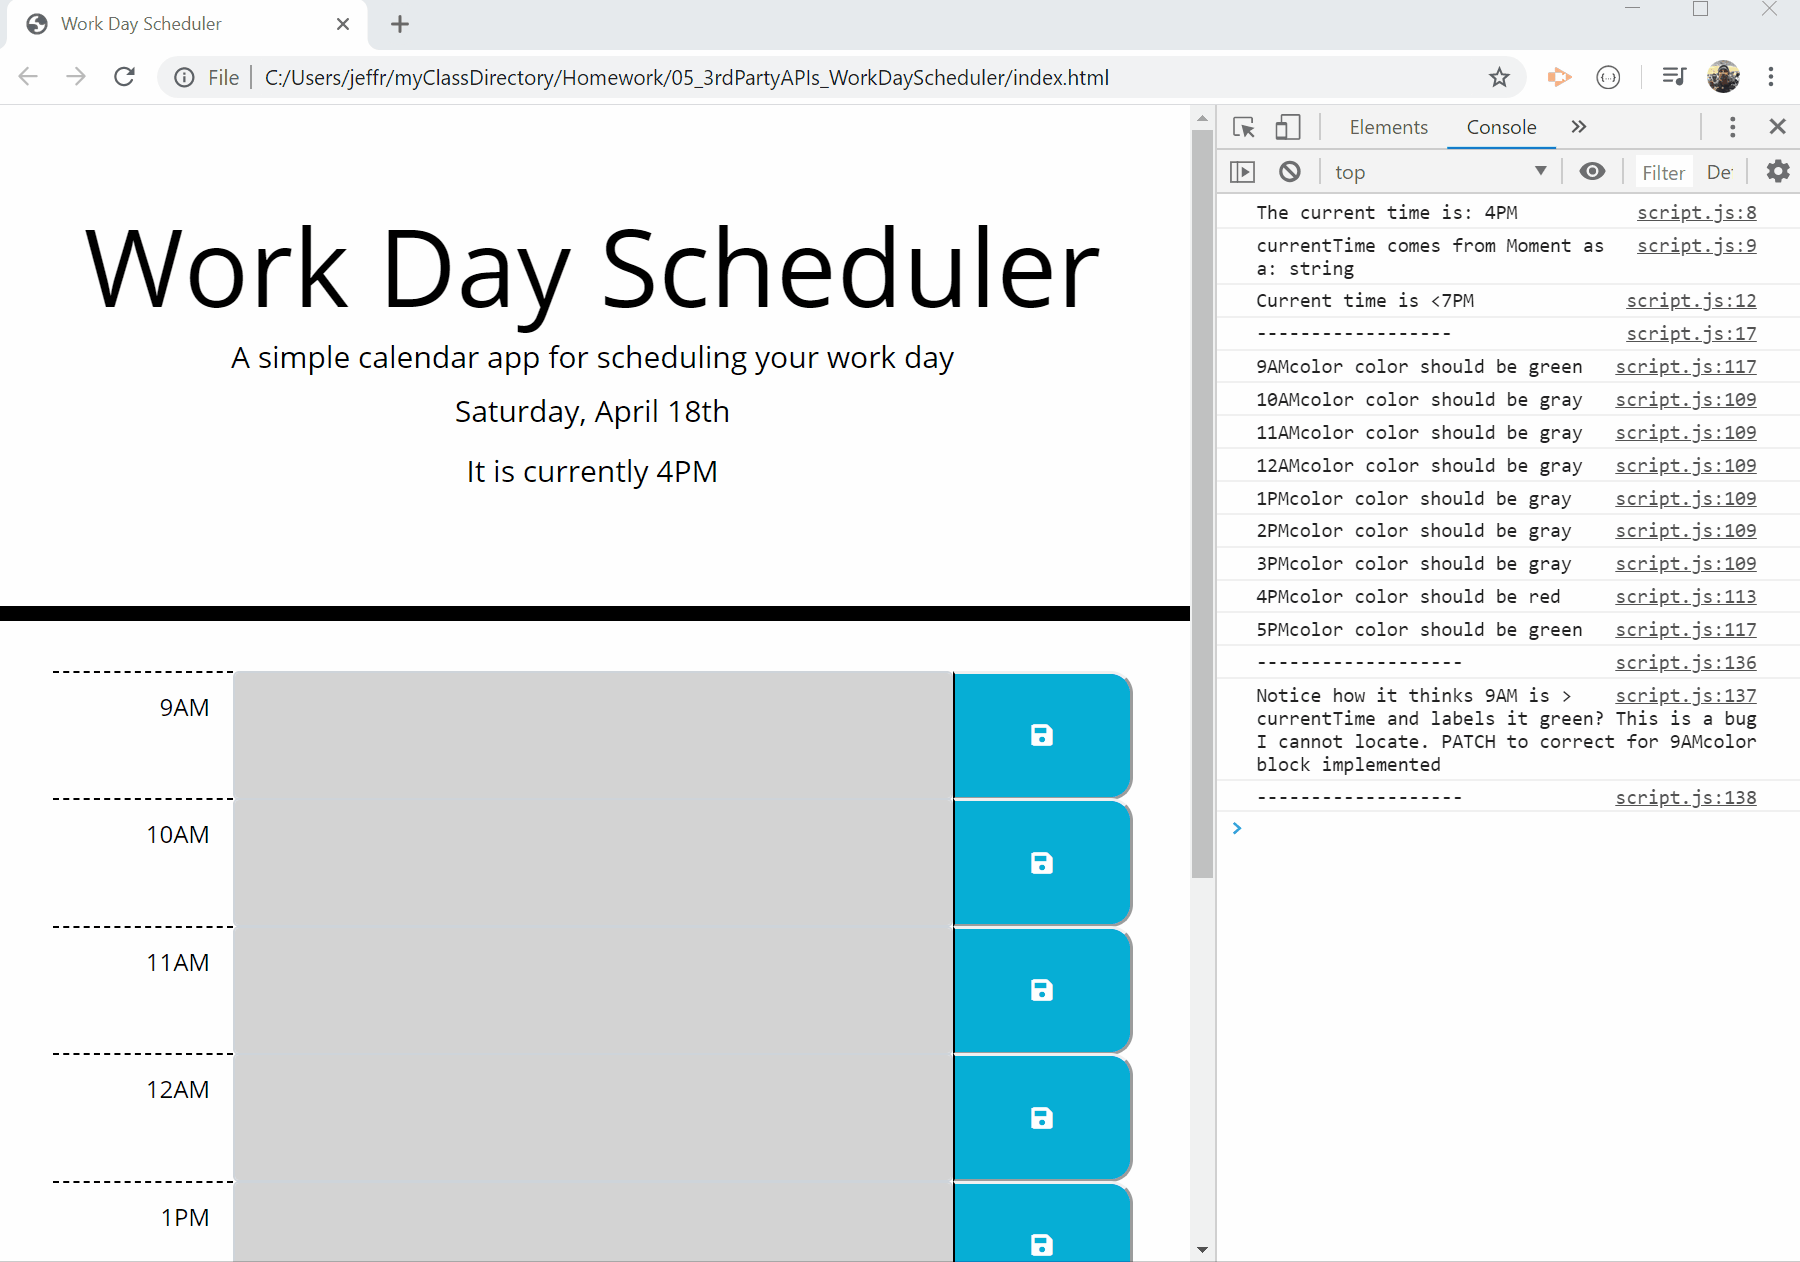 Work Day Scheduler
File
C:/Users/jeffr/myClassDirectory/Homework/05_3rdPartyAPIs_WorkDayScheduler/index.html
Work Day Scheduler
A simple calendar app for scheduling your work day
Saturday, April 18th
It is currently 4PM
9AM
10AM
11AM
12AM
1PM
Elements
Console
top
Filter
De
The current time is: 4PM script.js:8
currentTime comes from Moment as script.js:9
a: string
Current time is <7PM script.js:12
------------------ script.js:17
9AMcolor color should be green script.js:117
10AMcolor color should be gray script.js:109
11AMcolor color should be gray script.js:109
12AMcolor color should be gray script.js:109
1PMcolor color should be gray script.js:109
2PMcolor color should be gray script.js:109
3PMcolor color should be gray script.js:109
4PMcolor color should be red script.js:113
5PMcolor color should be green script.js:117
------------------- script.js:136
Notice how it thinks 9AM is > script.js:137
currentTime and labels it green? This is a bug
I cannot locate. PATCH to correct for 9AMcolor
block implemented
------------------- script.js:138